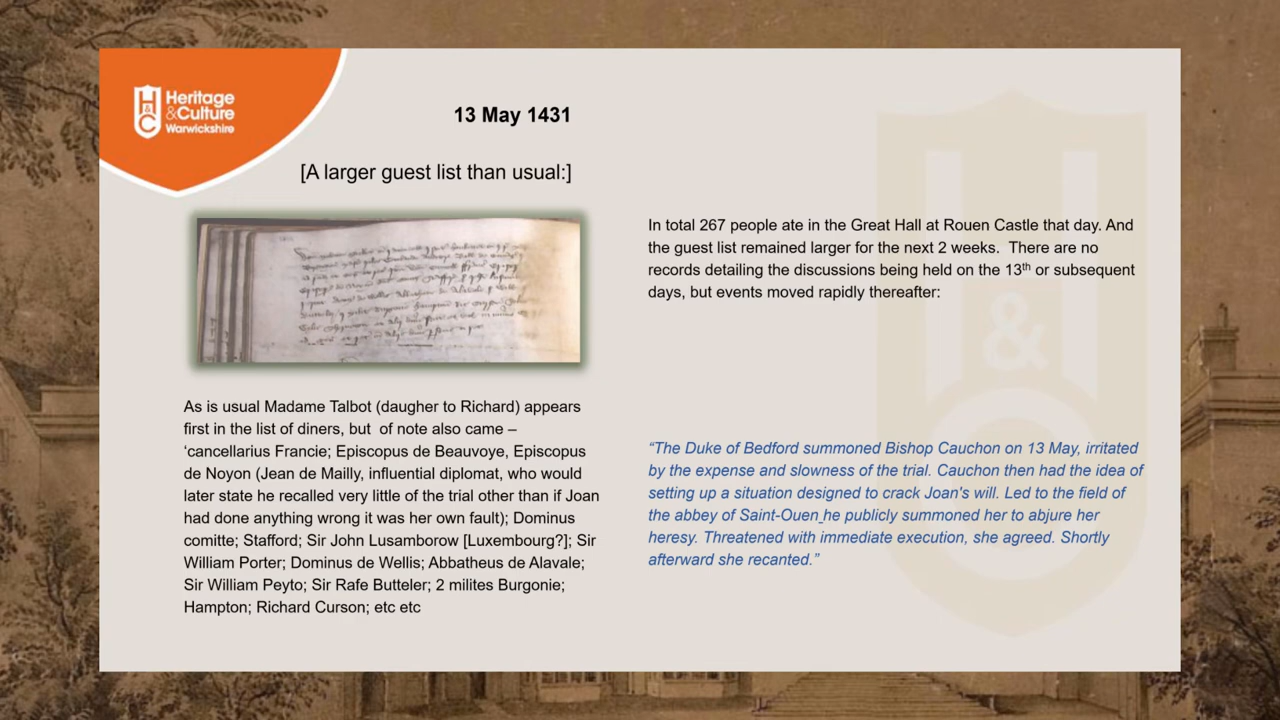 H&C
Heritage
&Culture
Warwickshire
13 May 1431
[A larger guest list than usual:]
As is usual Madame Talbot (daugher to Richard) appears
first in the list of diners, but of note also came –
‘cancellarius Francie; Episcopus de Beauvoye, Episcopus
de Noyon (Jean de Mailly, influential diplomat, who would
later state he recalled very little of the trial other than if Joan
had done anything wrong it was her own fault); Dominus
comitte; Stafford; Sir John Lusamborow [Luxembourg?]; Sir
William Porter; Dominus de Wellis; Abbatheus de Alavale;
Sir William Peyto; Sir Rafe Butteler; 2 milites Burgonie;
Hampton; Richard Curson; etc etc
In total 267 people ate in the Great Hall at Rouen Castle that day. And
the guest list remained larger for the next 2 weeks. There are no
records detailing the discussions being held on the 13th or subsequent
days, but events moved rapidly thereafter:
“The Duke of Bedford summoned Bishop Cauchon on 13 May, irritated
by the expense and slowness of the trial. Cauchon then had the idea of
setting up a situation designed to crack Joan's will. Led to the field of
the abbey of Saint-Ouen he publicly summoned her to abjure her
heresy. Threatened with immediate execution, she agreed. Shortly
afterward she recanted.”